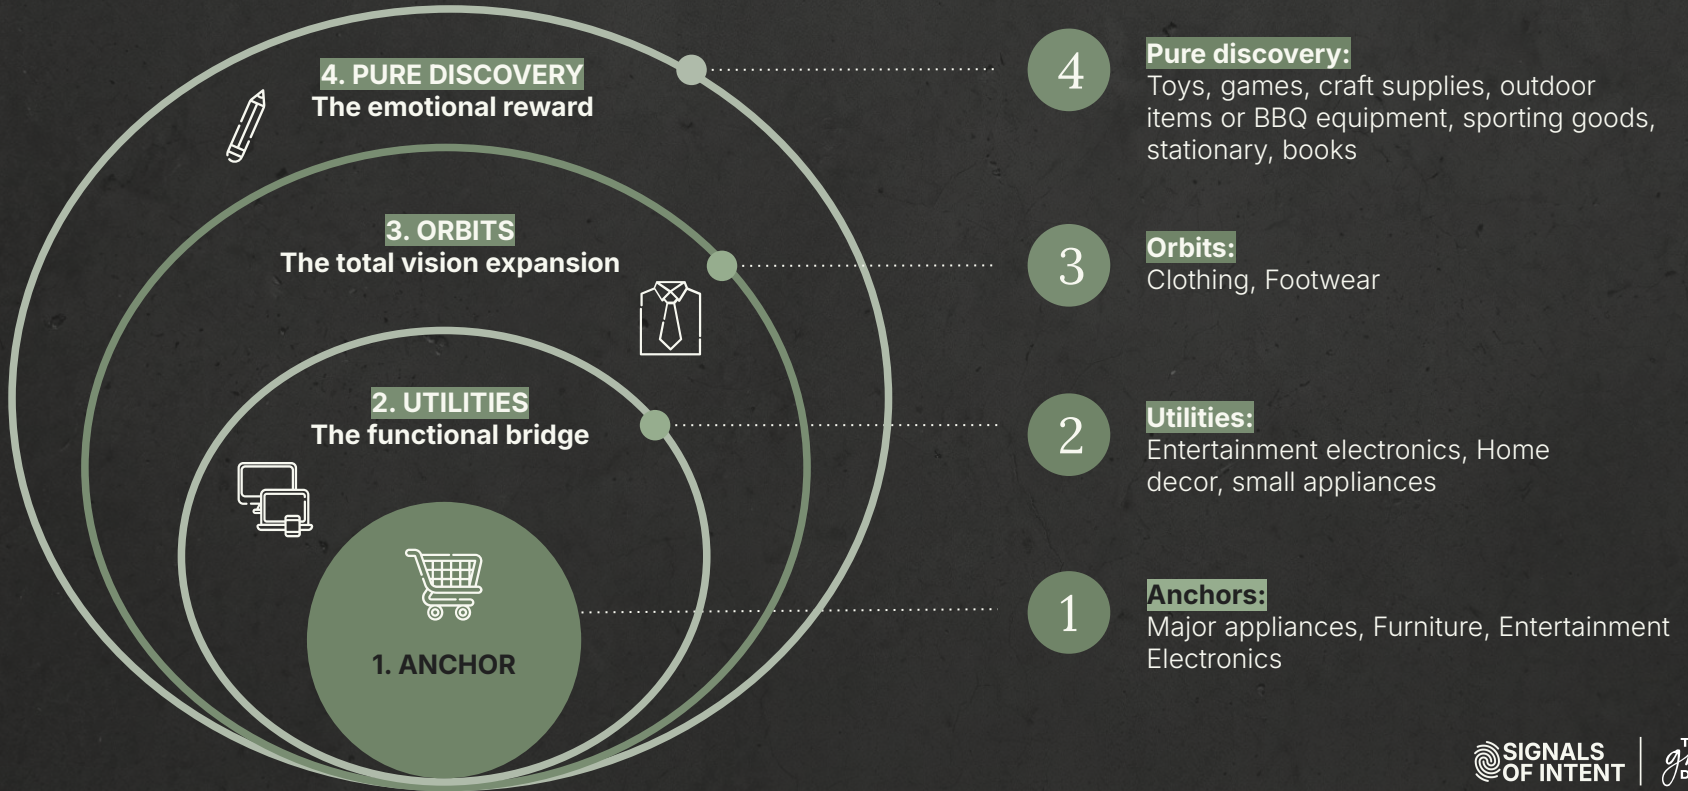 4. PURE DISCOVERY
The emotional reward
3. ORBITS
The total vision expansion
2. UTILITIES
The functional bridge
1. ANCHOR
4
Pure discovery:
Toys, games, craft supplies, outdoor
items or BBQ equipment, sporting goods,
stationary, books
3
Orbits:
Clothing, Footwear
2
Utilities:
Entertainment electronics, Home
decor, small appliances
1
Anchors:
Major appliances, Furniture, Entertainment
Electronics
SIGNALS
OF INTENT